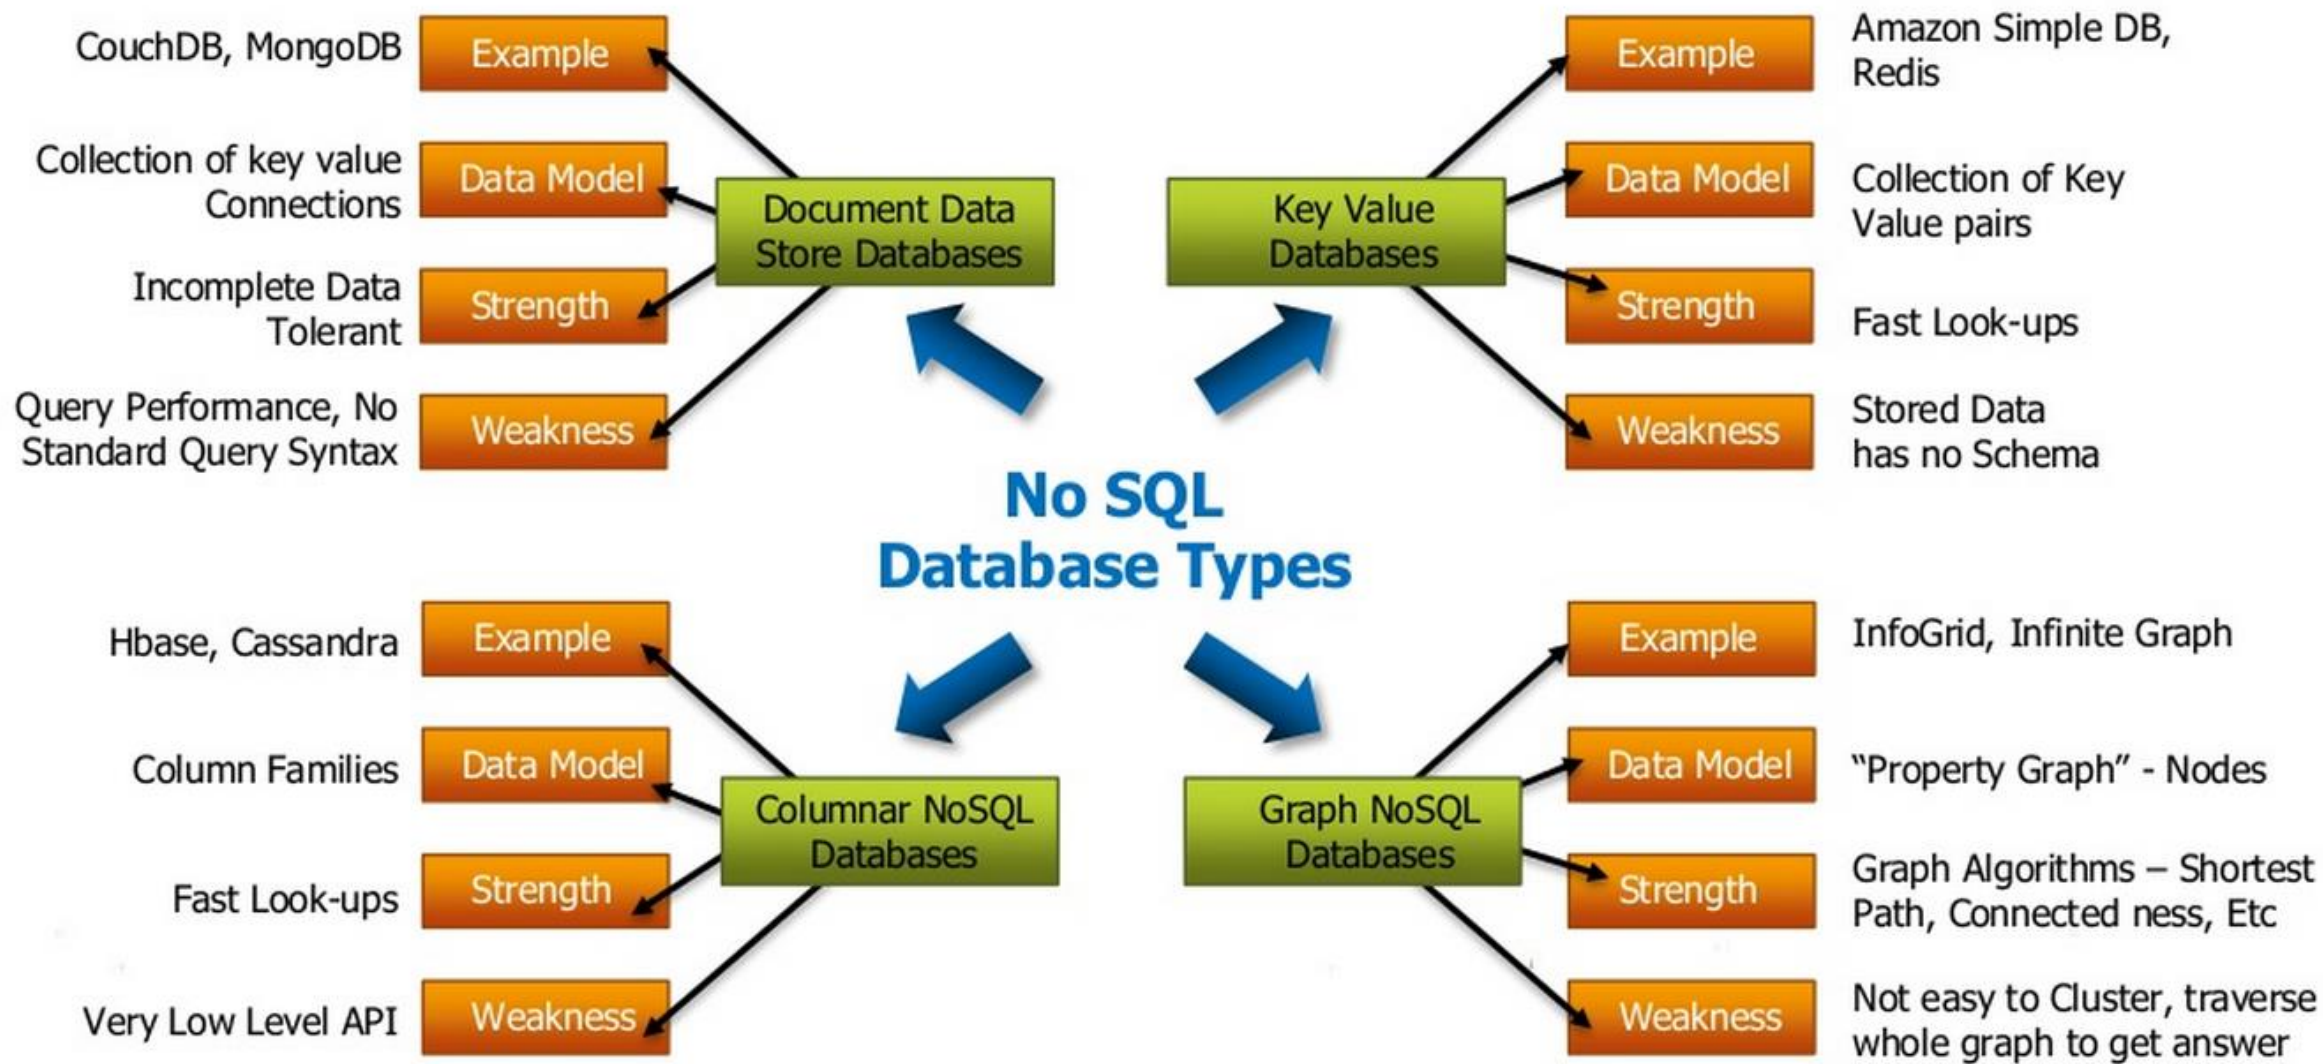 CouchDB, MongoDB
Example
Collection of key value
Connections
Data Model
Incomplete Data
Tolerant
Strength
Query Performance, No
Standard Query Syntax
Weakness
Document Data
Store Databases
Key Value
Databases
Example
Amazon Simple DB,
Redis
Data Model
Collection of Key
Value pairs
Strength
Fast Look-ups
Weakness
Stored Data
has no Schema
No SQL
Database Types
Hbase, Cassandra
Example
Column Families
Data Model
Fast Look-ups
Strength
Very Low Level API
Weakness
Columnar NoSQL
Databases
Graph NoSQL
Databases
Example
InfoGrid, Infinite Graph
Data Model
“Property Graph” - Nodes
Strength
Graph Algorithms – Shortest
Path, Connected ness, Etc
Weakness
Not easy to Cluster, traverse
whole graph to get answer